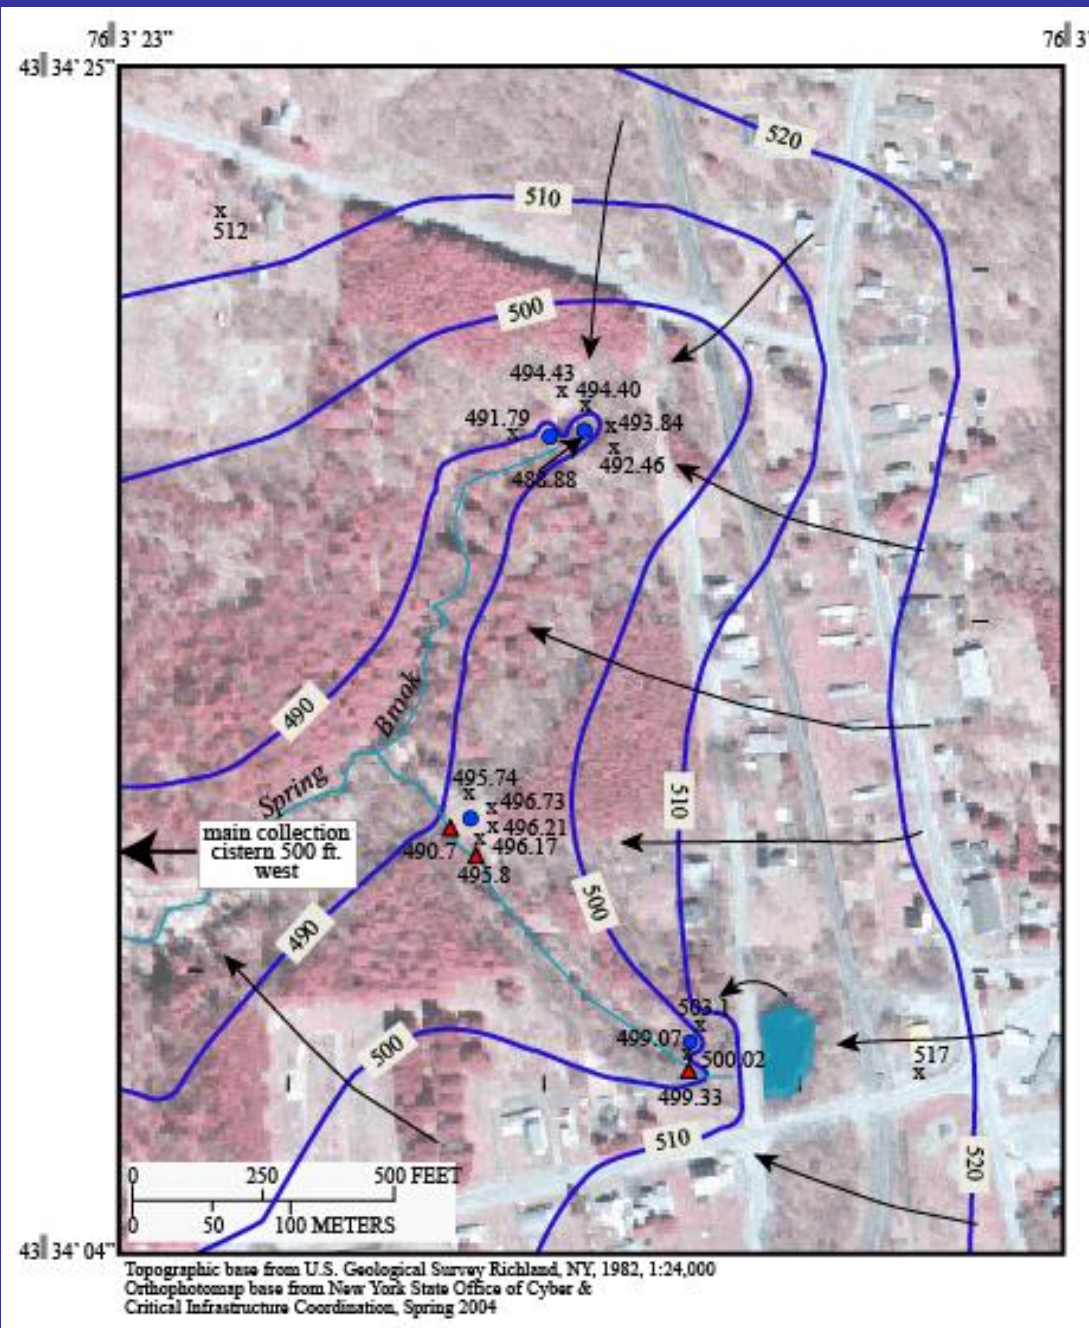 76 3' 23"
76 3'
43 34' 25"
520
510
512
500
494.43
494.40
491.79
493.84
492.46
488.88
490
Brook
Spring
495.74
496.73
510
496.21
main collection
cistern 500 ft.
west
490.7
496.17
495.8
500
490
503.1
499.07
500
500.02
517
499.33
510
520
0 250 500 FEET
0 50 100 METERS
43 34' 04"
Topographic base from U.S. Geological Survey Richland, NY, 1982, 1:24,000
Orthophotomap base from New York State Office of Cyber &
Critical Infrastructure Coordination, Spring 2004